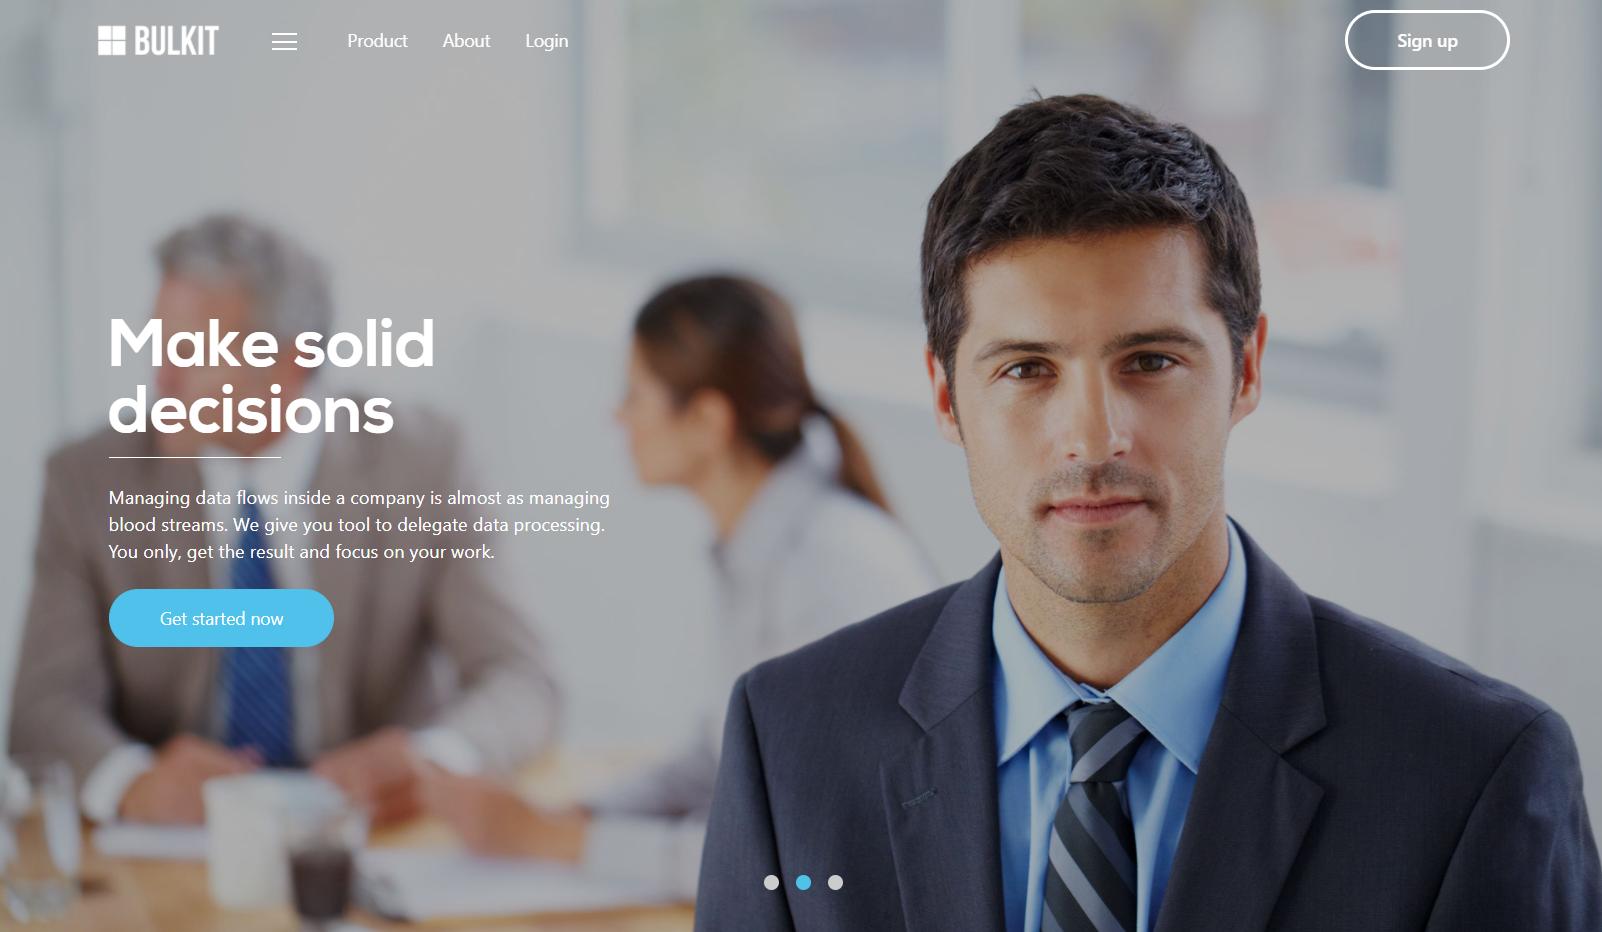 BULKIT
Product
About
Login
Sign up
Make solid
decisions
Managing data flows inside a company is almost as managing
blood streams. We give you tool to delegate data processing.
You only, get the result and focus on your work.
Get started now